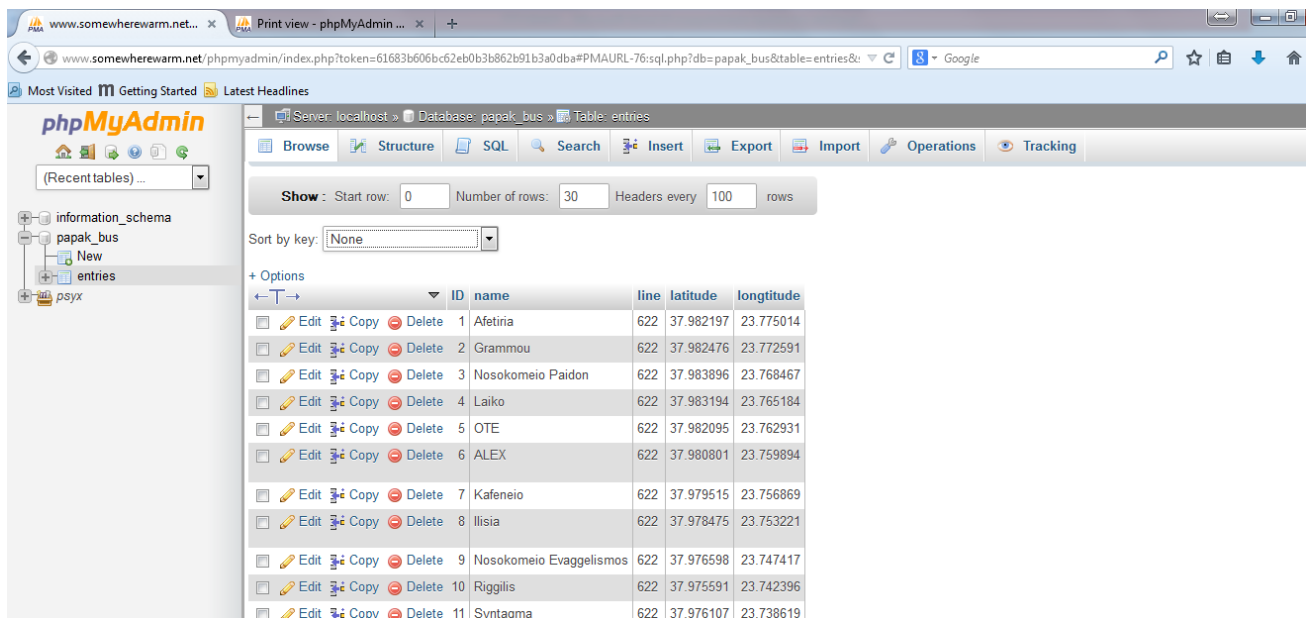 www.somewherewarm.net... × Print view - phpMyAdmin ... × +
www.somewherewarm.net/phpmyadmin/index.php?token=61683b606bc62eb0b3b862b91b3a0dba#PMAURL-76:sql.php?db=papak_bus&table=entries&s 8 Google
Most Visited Getting Started Latest Headlines
phpMyAdmin
(Recent tables) ...
information_schema
papak_bus
New
entries
psyx
Server: localhost » Database: papak_bus » Table: entries
Browse Structure SQL Search Insert Export Import Operations Tracking
Show : Start row: 0 Number of rows: 30 Headers every 100 rows
Sort by key: None
+ Options
←T→ ID name line latitude longtitude
Edit Copy Delete 1 Afetiria 622 37.982197 23.775014
Edit Copy Delete 2 Grammou 622 37.982476 23.772591
Edit Copy Delete 3 Nosokomeio Paidon 622 37.983896 23.768467
Edit Copy Delete 4 Laiko 622 37.983194 23.765184
Edit Copy Delete 5 OTE 622 37.982095 23.762931
Edit Copy Delete 6 ALEX 622 37.980801 23.759894
Edit Copy Delete 7 Kafeneio 622 37.979515 23.756869
Edit Copy Delete 8 Ilisia 622 37.978475 23.753221
Edit Copy Delete 9 Nosokomeio Evaggelismos 622 37.976598 23.747417
Edit Copy Delete 10 Riggilis 622 37.975591 23.742396
Edit Copy Delete 11 Syntagma 622 37.976107 23.738619